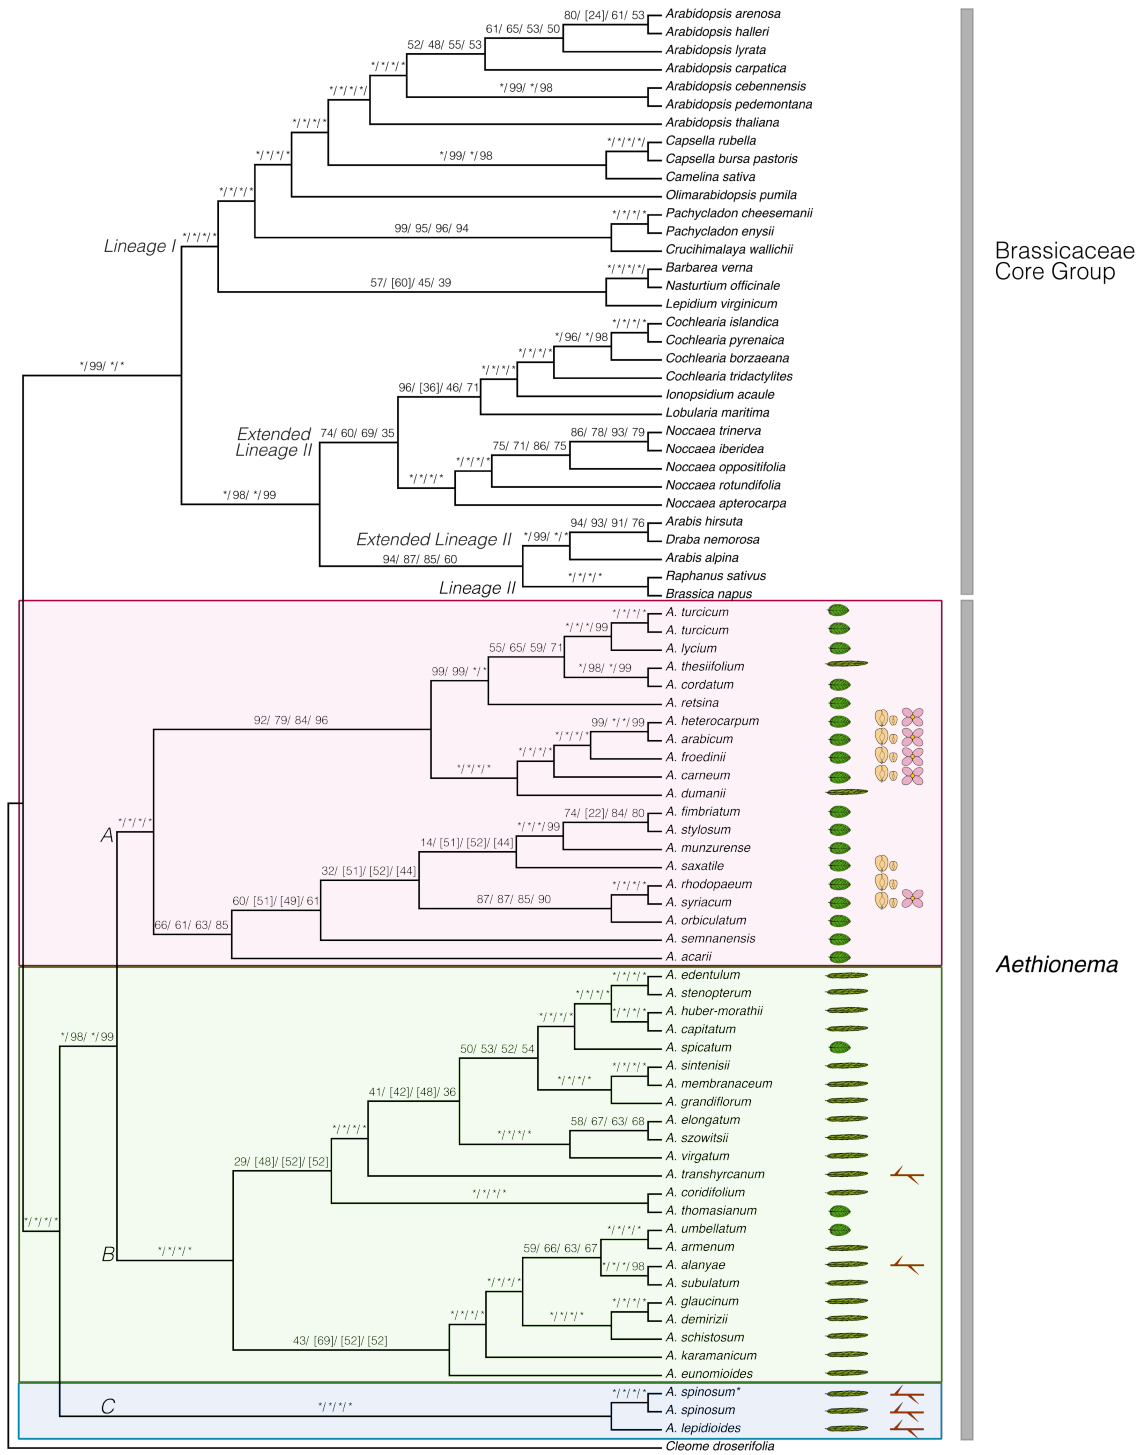 80/ [24]/ 61/ 53
Arabidopsis arenosa
61/ 65/ 53/ 50
Arabidopsis halleri
52/ 48/ 55/ 53
Arabidopsis lyrata
*/*/*/*
Arabidopsis carpatica
*/*/*/*/
*/99/ */98
Arabidopsis cebennensis
Arabidopsis pedemontana
*/*/*/*
Arabidopsis thaliana
*/*/*/*/
Capsella rubella
*/*/*/*
*/99/ */98
Capsella bursa pastoris
Camelina sativa
*/*/*/*
Olimarabidopsis pumila
*/*/*/*
Pachycladon cheesemanii
99/ 95/ 96/ 94
Pachycladon enysii
Lineage I
*/*/*/*
Crucihimalaya wallichii
Brassicaceae
Core Group
*/*/*/*/
Barbarea verna
57/ [60]/ 45/ 39
Nasturtium officinale
Lepidium virginicum
*/*/*/*
Cochlearia islandica
*/96/ */98
Cochlearia pyrenaica
*/*/*/*
Cochlearia borzaeana
*/99/ */*
*/*/*/*
Cochlearia tridactylites
96/ [36]/ 46/ 71
Ionopsidium acaule
Lobularia maritima
Extended
Lineage II
74/ 60/ 69/ 35
86/ 78/ 93/ 79
Noccaea trinerva
75/ 71/ 86/ 75
Noccaea iberidea
*/*/*/*
Noccaea oppositifolia
*/*/*/*
Noccaea rotundifolia
*/98/ */99
Noccaea apterocarpa
94/ 93/ 91/ 76
Arabis hirsuta
Extended Lineage II
*/99/ */*
Draba nemorosa
94/ 87/ 85/ 60
Arabis alpina
Lineage II
*/*/*/*
Raphanus sativus
Brassica napus
*/*/*/*
A. turcicum
*/*/*/99
A. turcicum
55/ 65/ 59/ 71
A. lycium
99/ 99/ */*
*/98/ */99
A. thesiifolium
A. cordatum
A. retsina
92/ 79/ 84/ 96
99/ */*/99
A. heterocarpum
*/*/*/*
A. arabicum
*/*/*/*
A. froedinii
*/*/*/*
A. carneum
A. dumanii
74/ [22]/ 84/ 80
A. fimbriatum
A
*/*/*/*
*/*/*/99
A. stylosum
14/ [51]/ [52]/ [44]
A. munzurense
32/ [51]/ [52]/ [44]
A. saxatile
*/*/*/*
A. rhodopaeum
60/ [51]/ [49]/ 61
87/ 87/ 85/ 90
A. syriacum
66/ 61/ 63/ 85
A. orbiculatum
A. semnanensis
A. acarii
Aethionema
*/*/*/*
A. edentulum
*/*/*/*
A. stenopterum
*/*/*/*
*/*/*/*
A. huber-morathii
A. capitatum
*/98/ */99
50/ 53/ 52/ 54
A. spicatum
*/*/*/*
*/*/*/*
A. sintenisii
A. membranaceum
41/ [42]/ [48]/ 36
A. grandiflorum
58/ 67/ 63/ 68
A. elongatum
*/*/*/*
*/*/*/*
A. szowitsii
A. virgatum
29/ [48]/ [52]/ [52]
A. transhyrcanum
*/*/*/*
A. coridifolium
A. thomasianum
*/*/*/*
*/*/*/*
A. umbellatum
B
*/*/*/*
59/ 66/ 63/ 67
A. armenum
*/*/*/98
A. alanyae
*/*/*/*
A. subulatum
*/*/*/*
A. glaucinum
*/*/*/*
*/*/*/*
A. demirizii
43/ [69]/ [52]/ [52]
A. schistosum
A. karamanicum
A. eunomioides
*/*/*/*
A. spinosum*
C
*/*/*/*
A. spinosum
A. lepidioides
Cleome droserifolia